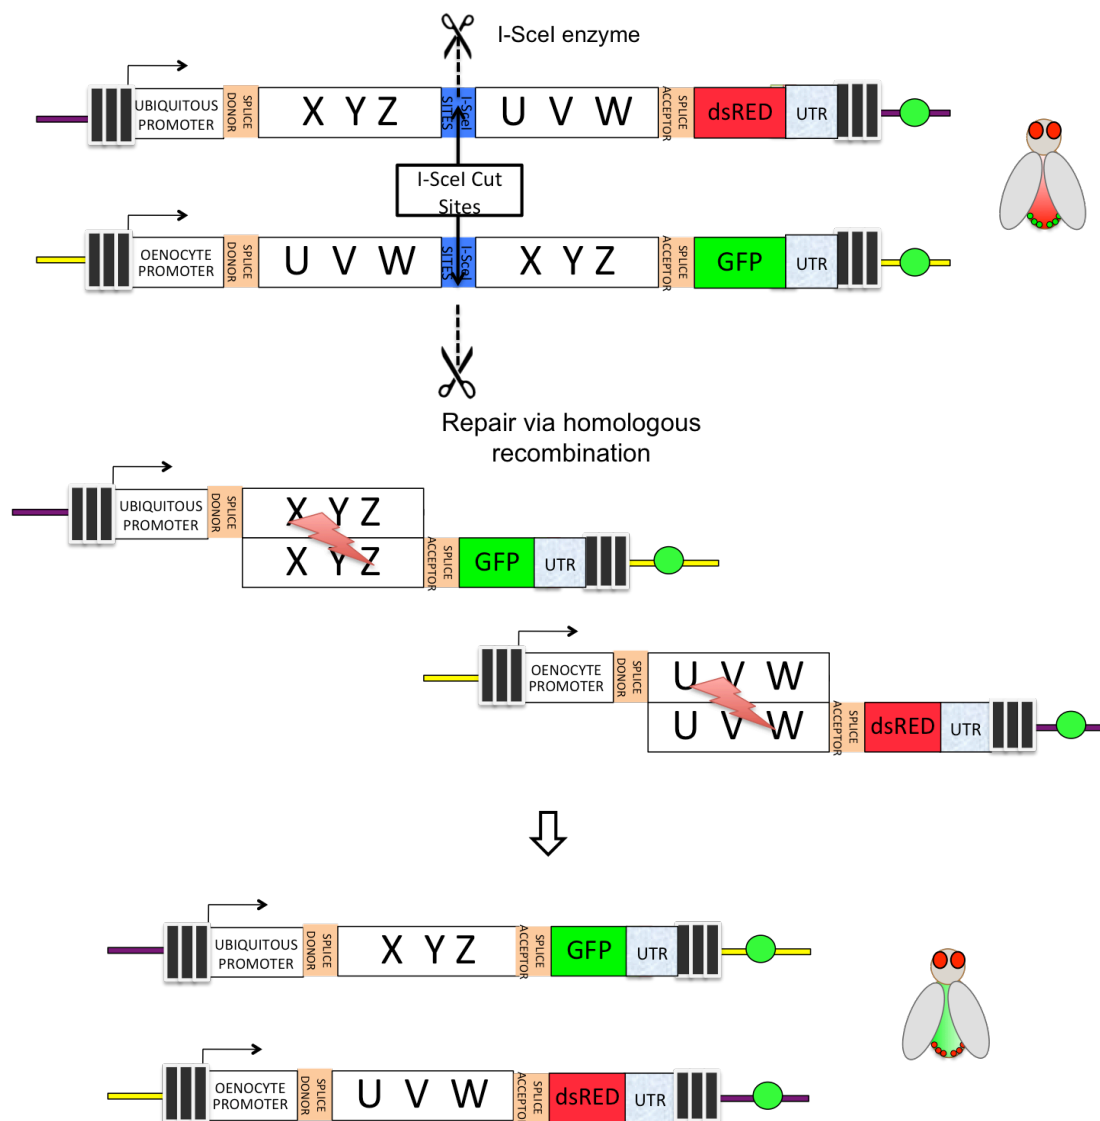 I-SceI enzyme
UBIQUITOUS
PROMOTER
SPLICE
DONOR
X Y Z
I-SceI
SITES
U V W
SPLICE
ACCEPTOR
dsRED
UTR
I-SceI Cut
Sites
OENOCYTE
PROMOTER
SPLICE
DONOR
U V W
I-SceI
SITES
X Y Z
SPLICE
ACCEPTOR
GFP
UTR
Repair via homologous
recombination
UBIQUITOUS
PROMOTER
SPLICE
DONOR
X Y Z
X Y Z
SPLICE
ACCEPTOR
GFP
UTR
OENOCYTE
PROMOTER
SPLICE
DONOR
U V W
U V W
SPLICE
ACCEPTOR
dsRED
UTR
UBIQUITOUS
PROMOTER
SPLICE
DONOR
X Y Z
SPLICE
ACCEPTOR
GFP
UTR
OENOCYTE
PROMOTER
SPLICE
DONOR
U V W
SPLICE
ACCEPTOR
dsRED
UTR